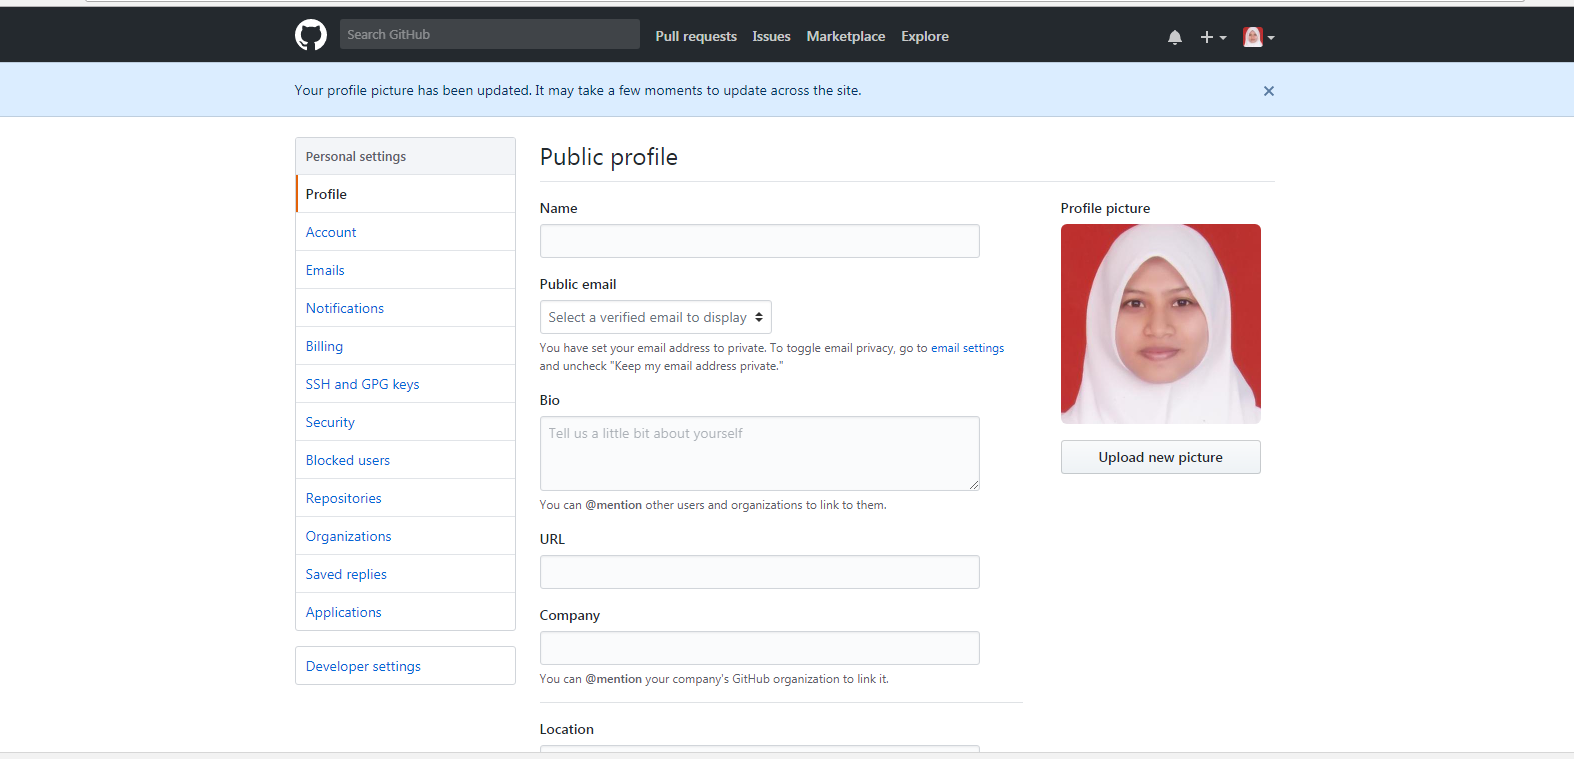 Search GitHub
Pull requests Issues Marketplace Explore
Your profile picture has been updated. It may take a few moments to update across the site.
Personal settings
Profile
Account
Emails
Notifications
Billing
SSH and GPG keys
Security
Blocked users
Repositories
Organizations
Saved replies
Applications
Developer settings
Public profile
Name
Public email
Select a verified email to display
You have set your email address to private. To toggle email privacy, go to email settings
and uncheck "Keep my email address private."
Bio
Tell us a little bit about yourself
You can @mention other users and organizations to link to them.
URL
Company
You can @mention your company's GitHub organization to link it.
Location
Profile picture
Upload new picture